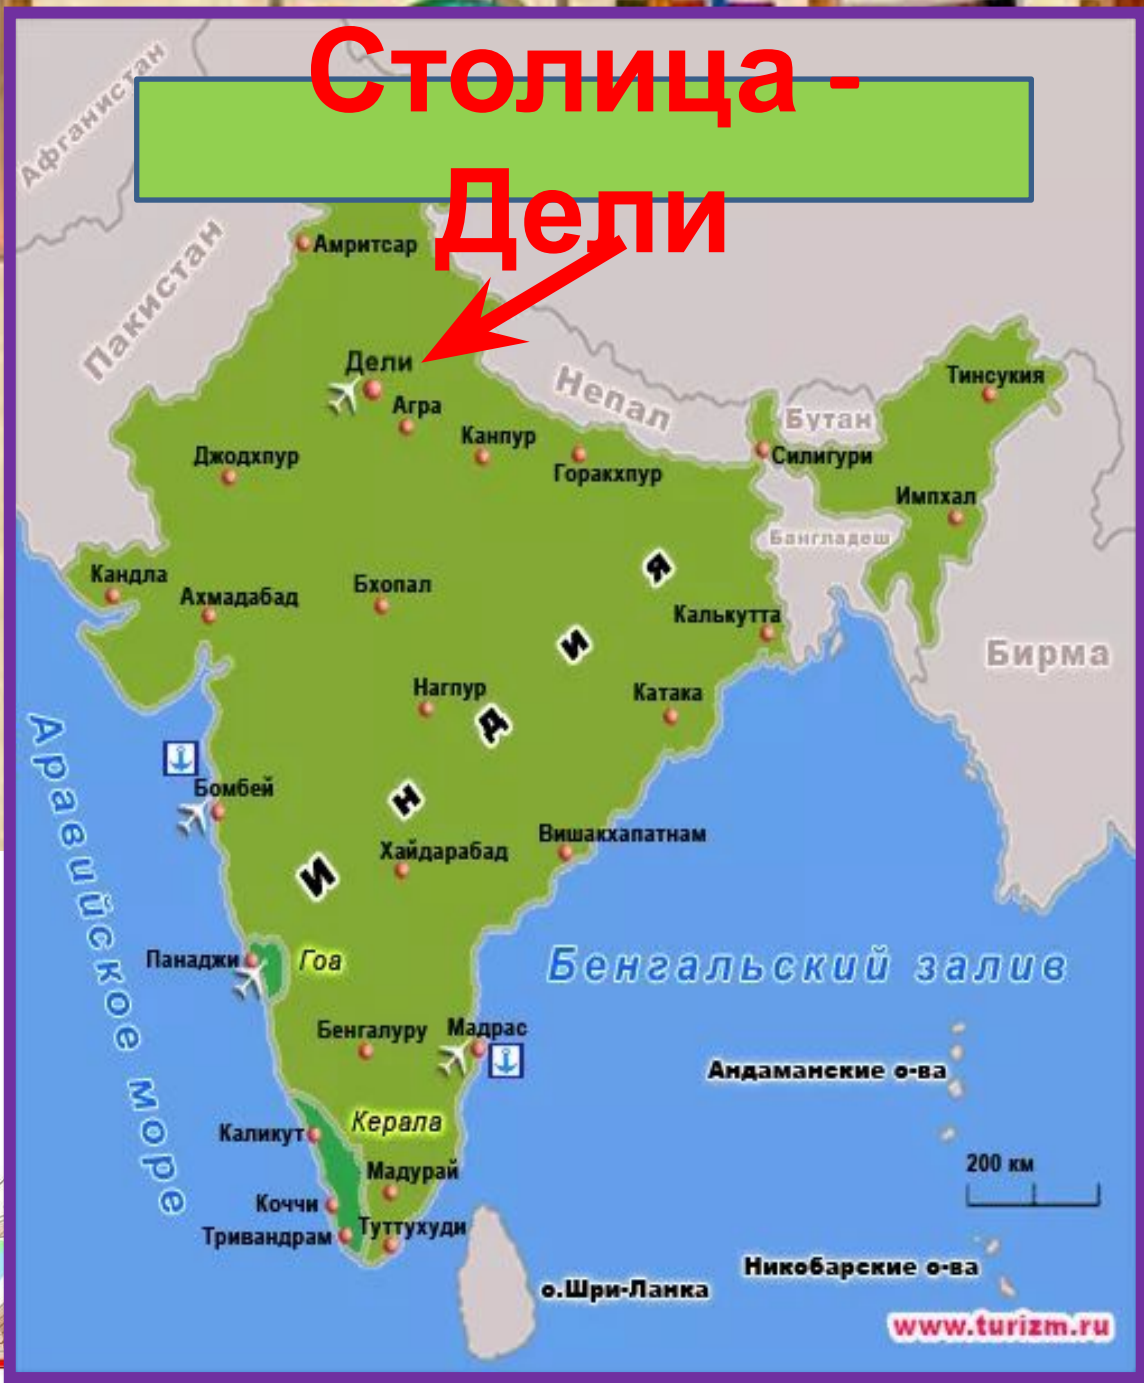 Столица -
Дели
Афганистан
Пакистан
Амритсар
Дели
Агра
Непал
Тинсукия
Бутан
Канпур
Джодхпур
Горакхпур
Силигури
Импхал
Бангладеш
Кандла
Ахмадабад
Бхопал
Калькутта
Бирма
Нагпур
Катака
ИНДИЯ
Аравийское море
Бомбей
Вишакхапатнам
Хайдарабад
Панаджи
Гоа
Бенгальский залив
Бенгалуру
Мадрас
Андаманские о-ва
Керала
Каликут
Мадурай
200 км
Коччи
Тривандрам
Туттухуди
Никобарские о-ва
о.Шри-Ланка
www.turizm.ru